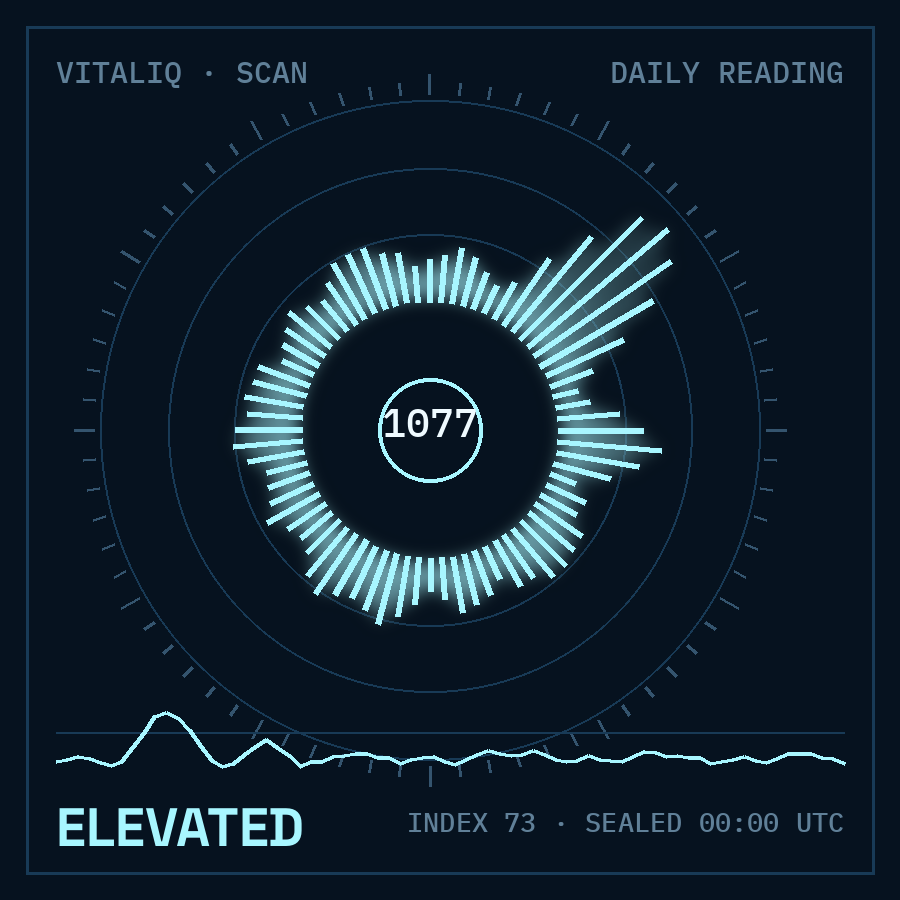 VITALIQ · SCAN
DAILY READING
1077
ELEVATED
INDEX 73 · SEALED 00:00 UTC